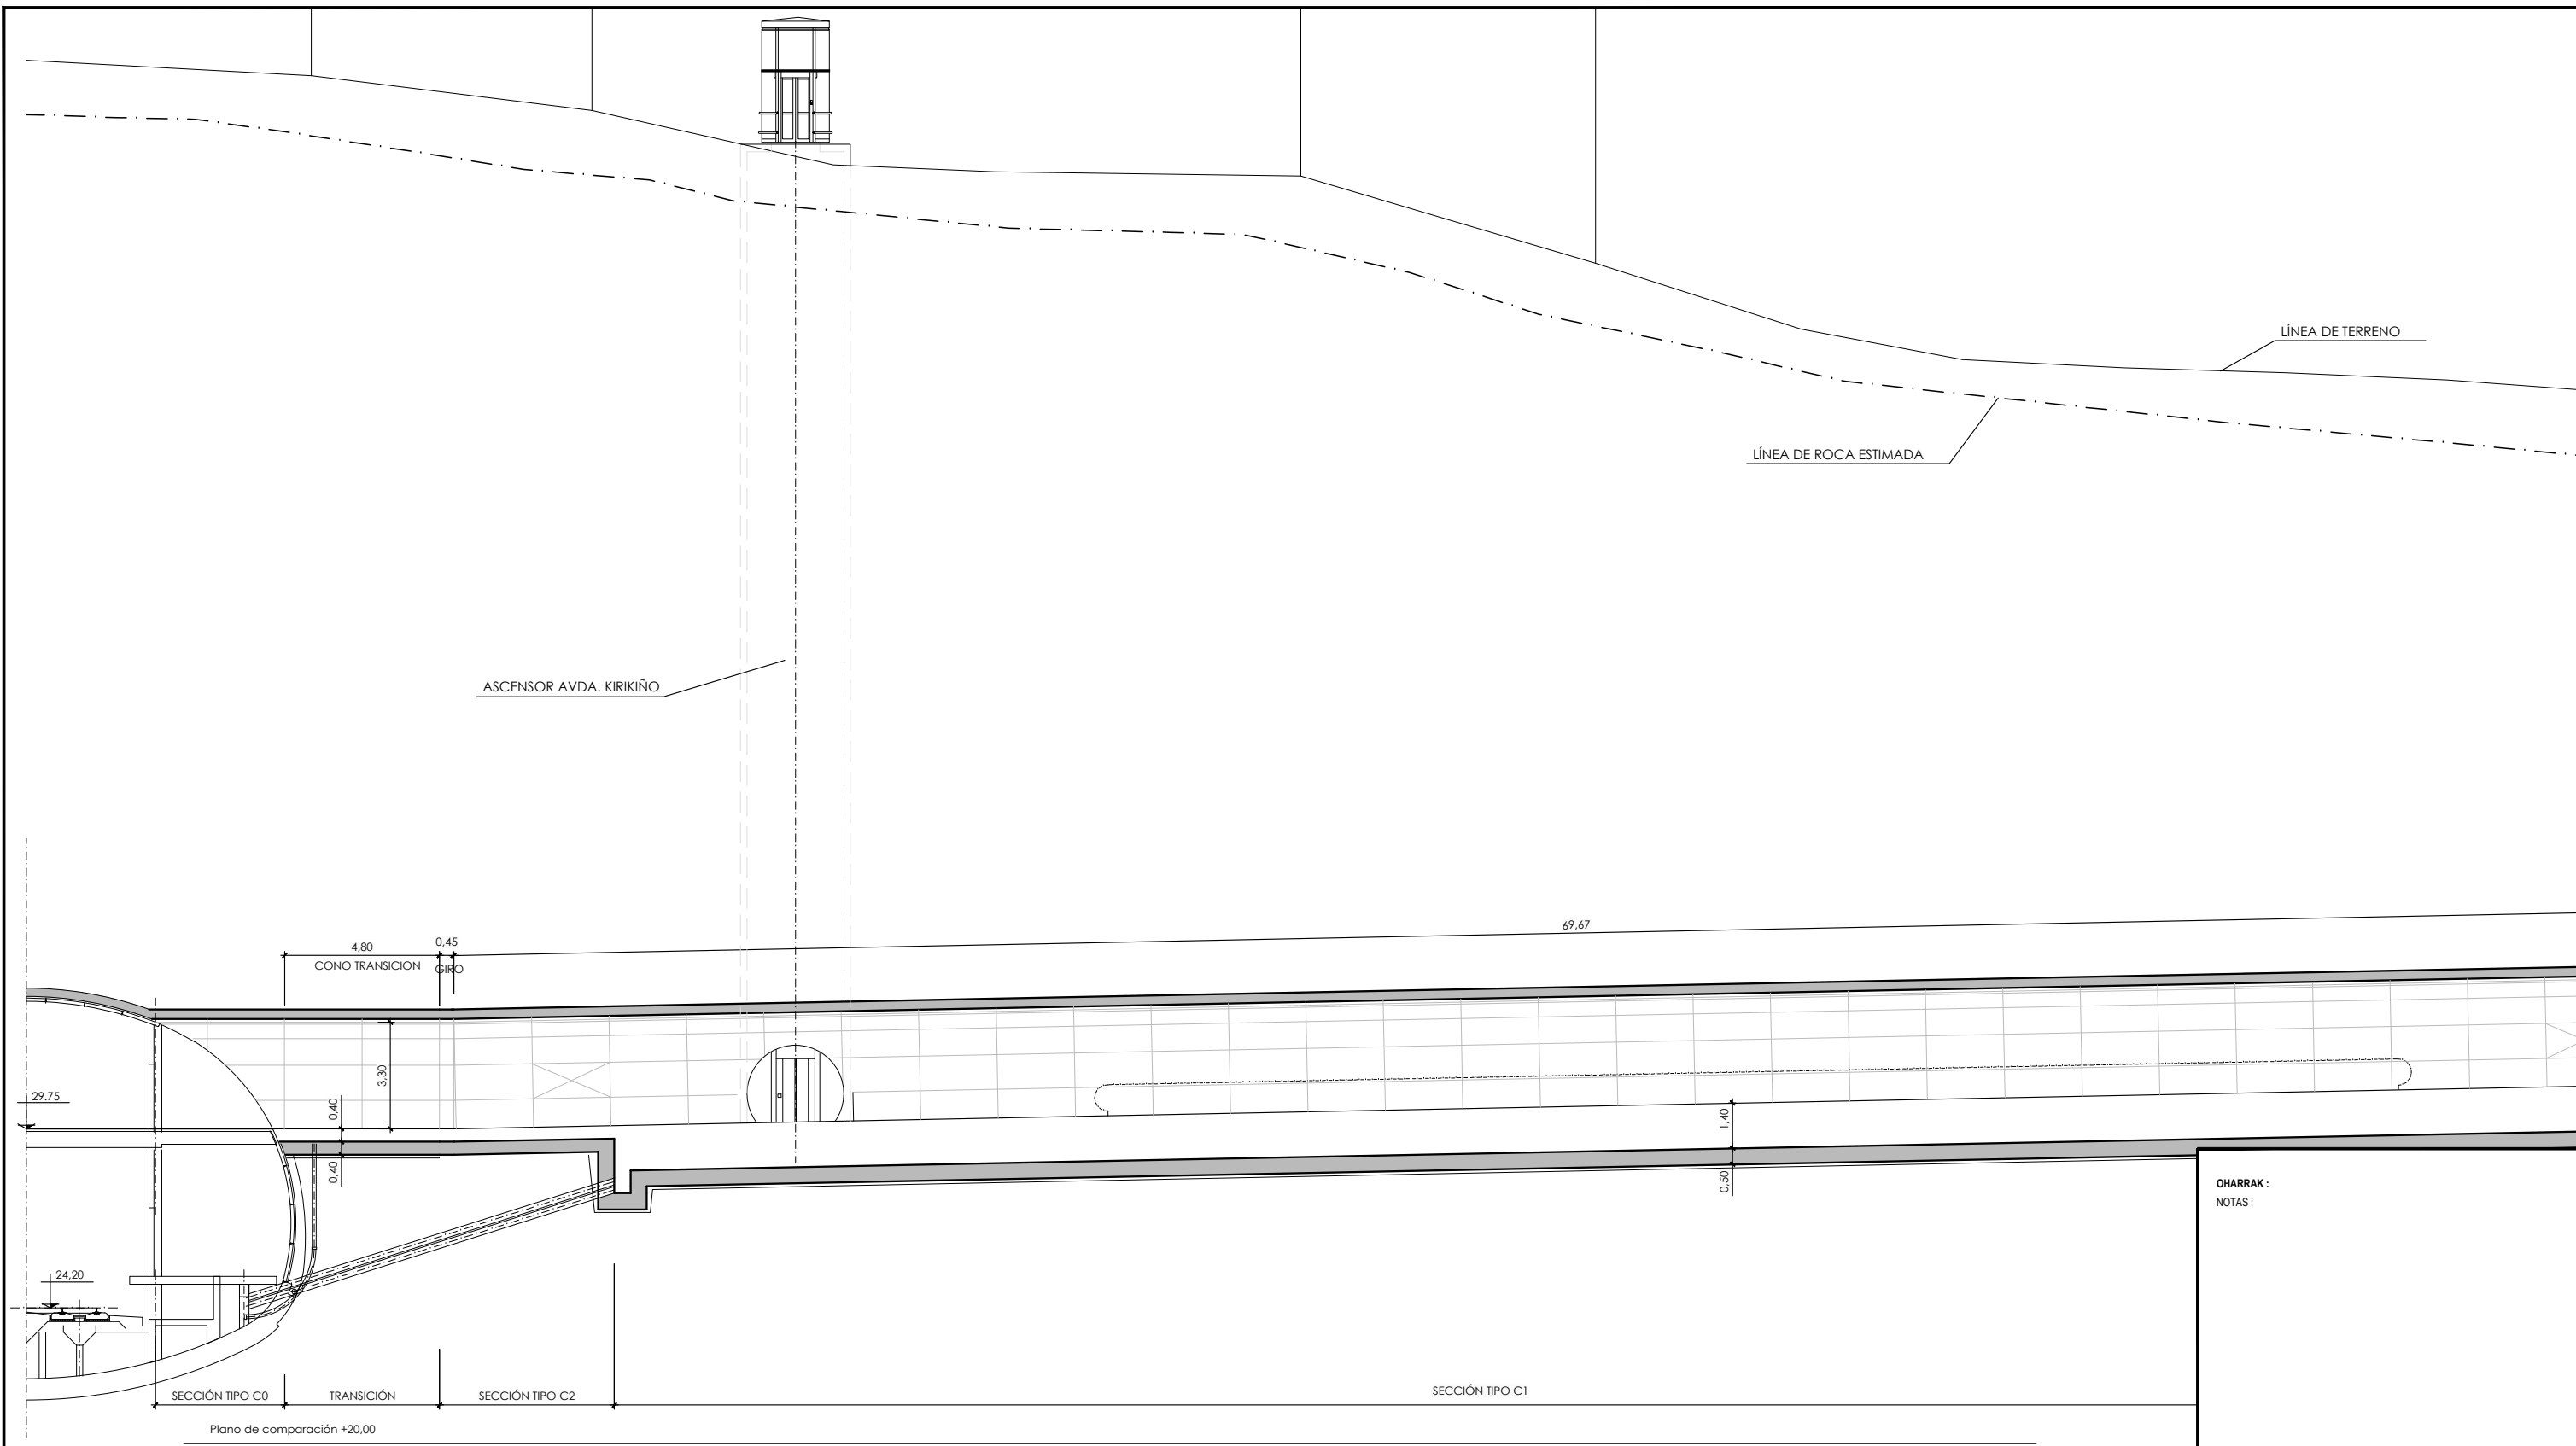 LÍNEA DE TERRENO
LÍNEA DE ROCA ESTIMADA
ASCENSOR AVDA. KIRIKIÑO
69,67
4,80
0,45
CONO TRANSICION
GIRO
3,30
29.75
0,40
0,40
1,40
0,50
24,20
OHARRAK :
NOTAS :
SECCIÓN TIPO C0
TRANSICIÓN
SECCIÓN TIPO C2
SECCIÓN TIPO C1
Plano de comparación +20,00